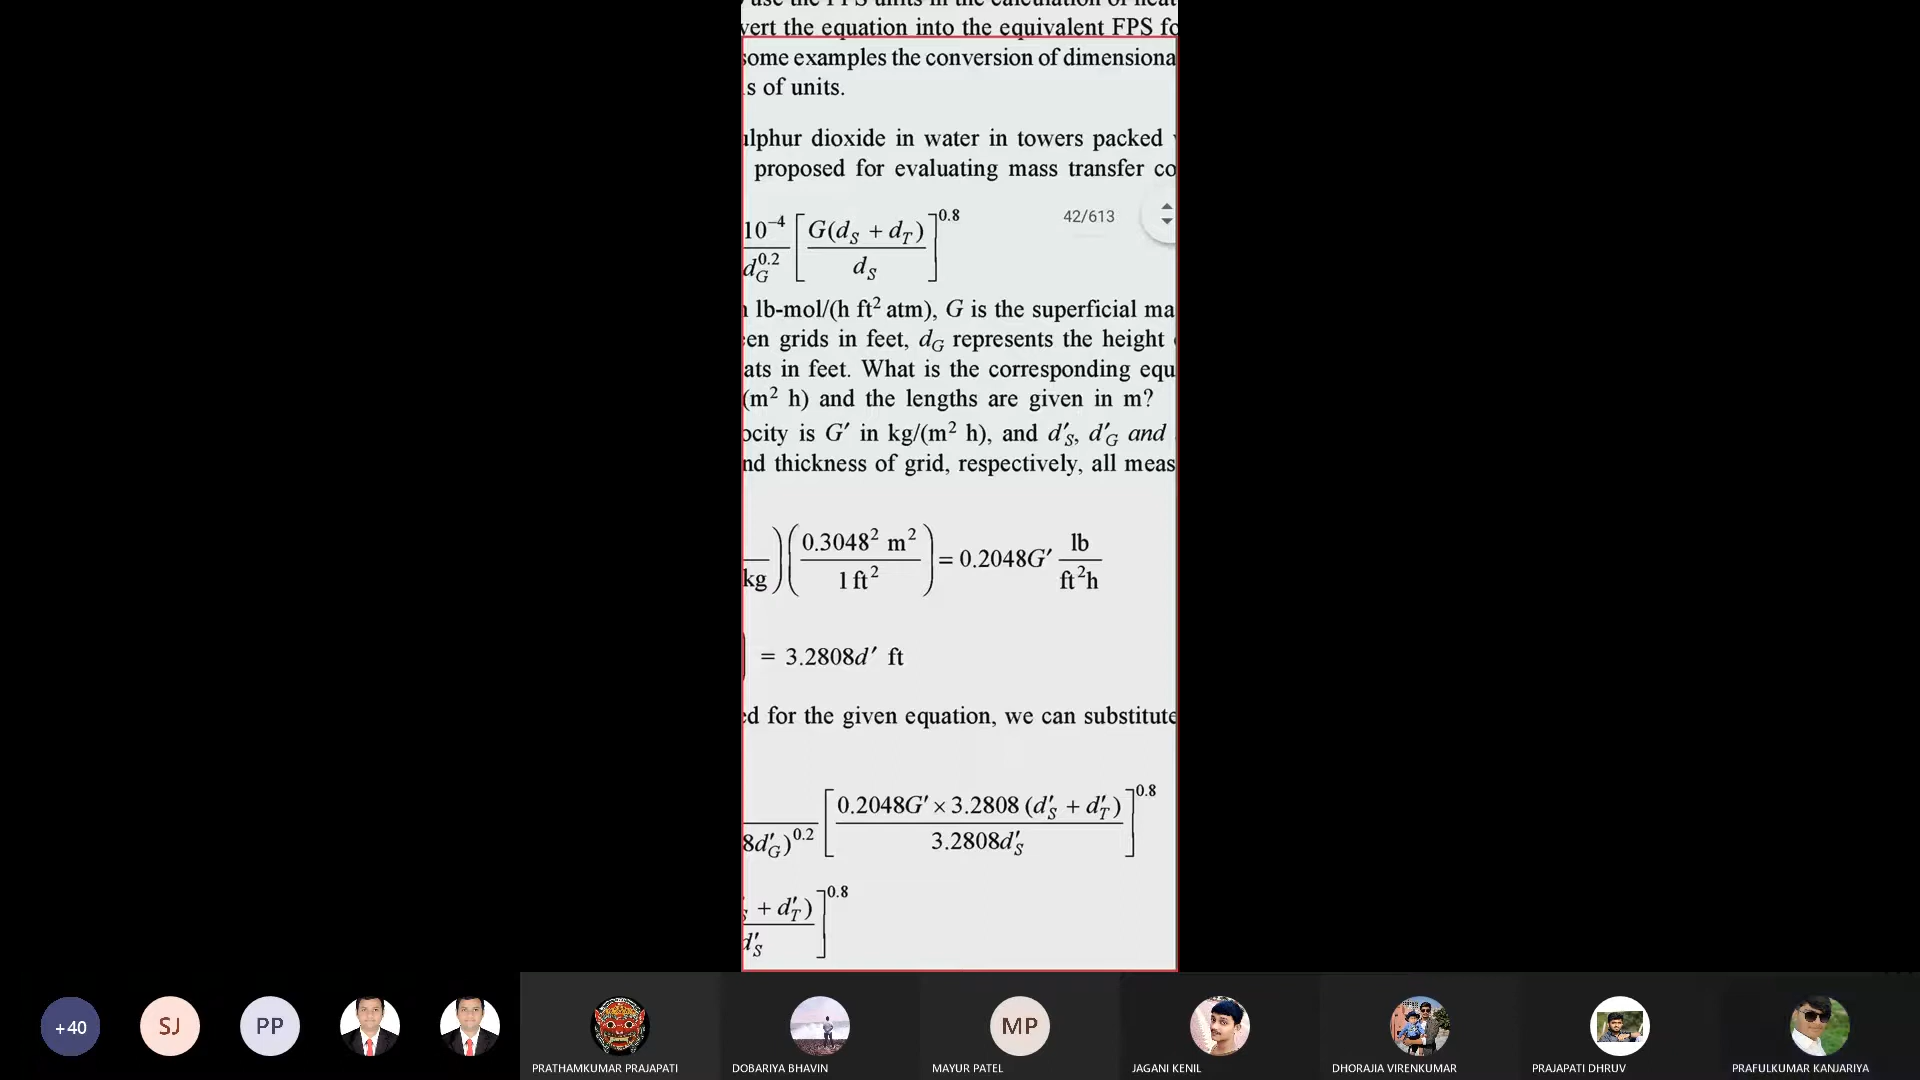 use the FPS units in the calculation of heat
vert the equation into the equivalent FPS fo
some examples the conversion of dimensiona
s of units.
ulphur dioxide in water in towers packed
proposed for evaluating mass transfer co
10⁻⁴ / d_G^0.2 [G(d_S + d_T) / d_S]^0.8
42/613
lb-mol/(h ft² atm), G is the superficial ma
en grids in feet, d_G represents the height
ats in feet. What is the corresponding equ
(m² h) and the lengths are given in m?
ocity is G′ in kg/(m² h), and d′_S, d′_G and
nd thickness of grid, respectively, all meas
kg ) (0.3048² m² / 1 ft²) = 0.2048G′ lb / ft²h
) = 3.2808d′ ft
ed for the given equation, we can substitute
8d′_G)^0.2 [0.2048G′ × 3.2808 (d′_S + d′_T) / 3.2808d′_S]^0.8
+ d′_T) / d′_S]^0.8
+40
SJ
PP
MP
PRATHAMKUMAR PRAJAPATI
DOBARIYA BHAVIN
MAYUR PATEL
JAGANI KENIL
DHORAJIA VIRENKUMAR
PRAJAPATI DHRUV
PRAFULKUMAR KANJARIYA